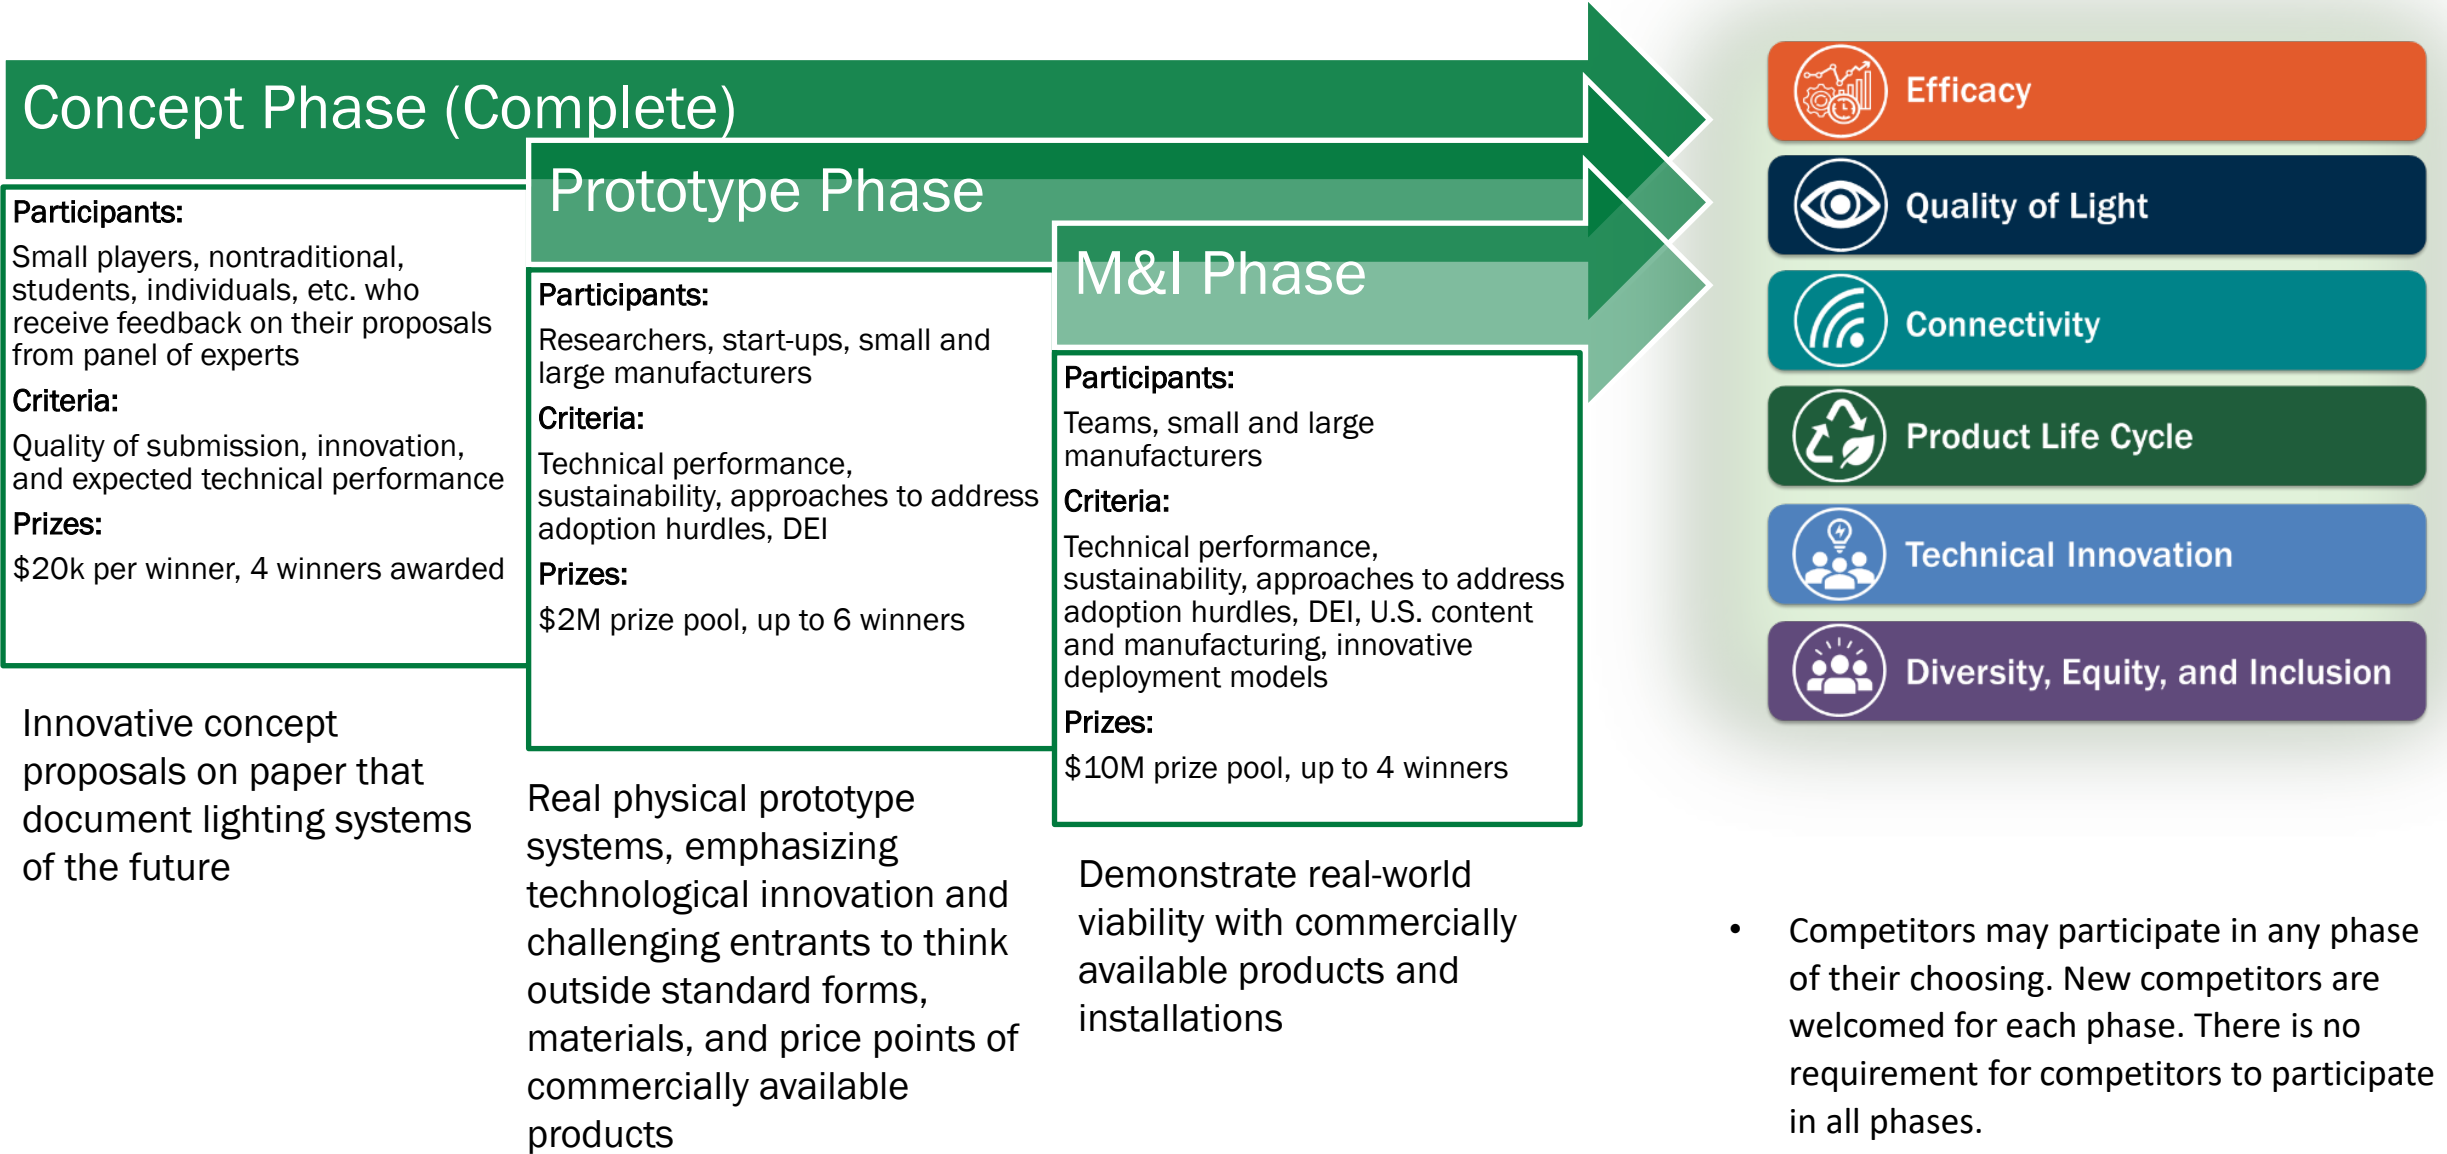 Concept Phase (Complete)
Participants:
Small players, nontraditional,
students, individuals, etc. who
receive feedback on their proposals
from panel of experts
Criteria:
Quality of submission, innovation,
and expected technical performance
Prizes:
$20k per winner, 4 winners awarded
Innovative concept
proposals on paper that
document lighting systems
of the future
Prototype Phase
Participants:
Researchers, start-ups, small and
large manufacturers
Criteria:
Technical performance,
sustainability, approaches to address
adoption hurdles, DEI
Prizes:
$2M prize pool, up to 6 winners
Real physical prototype
systems, emphasizing
technological innovation and
challenging entrants to think
outside standard forms,
materials, and price points of
commercially available
products
M&I Phase
Participants:
Teams, small and large
manufacturers
Criteria:
Technical performance,
sustainability, approaches to address
adoption hurdles, DEI, U.S. content
and manufacturing, innovative
deployment models
Prizes:
$10M prize pool, up to 4 winners
Demonstrate real-world
viability with commercially
available products and
installations
Efficacy
Quality of Light
Connectivity
Product Life Cycle
Technical Innovation
Diversity, Equity, and Inclusion
• Competitors may participate in any phase
of their choosing. New competitors are
welcomed for each phase. There is no
requirement for competitors to participate
in all phases.